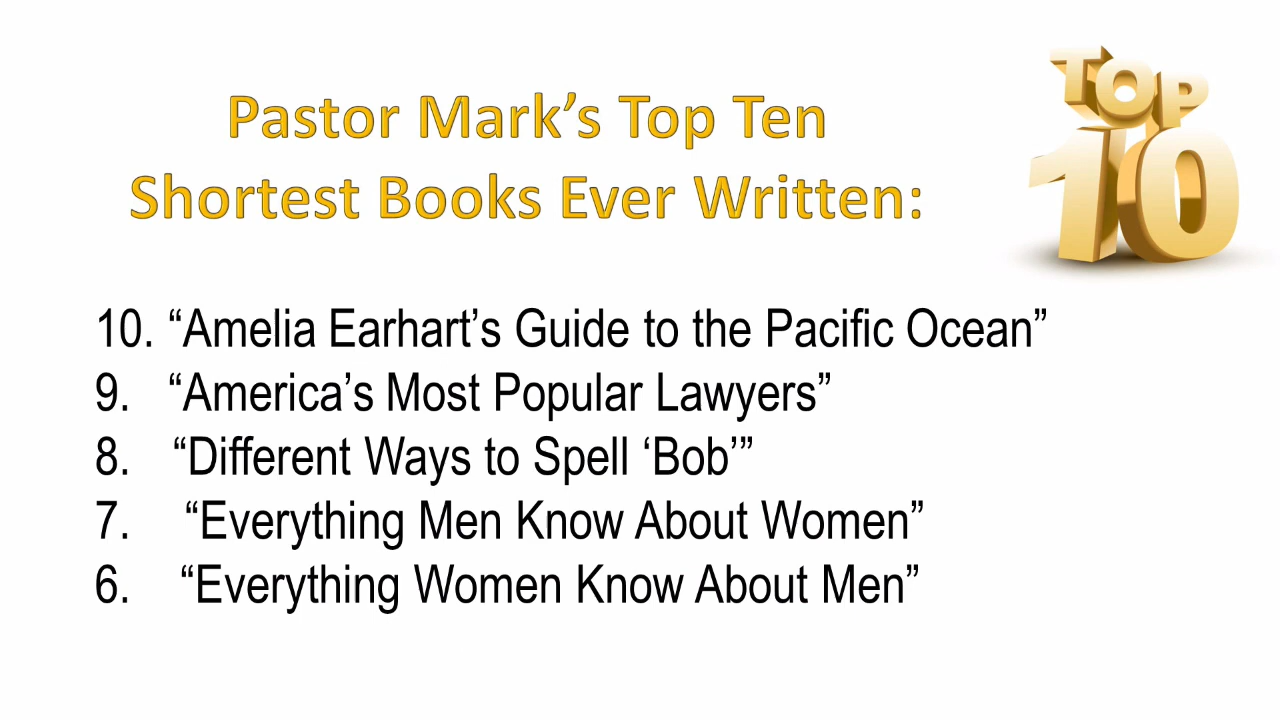 Pastor Mark’s Top Ten
Shortest Books Ever Written:
TOP
10
10. “Amelia Earhart’s Guide to the Pacific Ocean”
9. “America’s Most Popular Lawyers”
8. “Different Ways to Spell ‘Bob’”
7. “Everything Men Know About Women”
6. “Everything Women Know About Men”